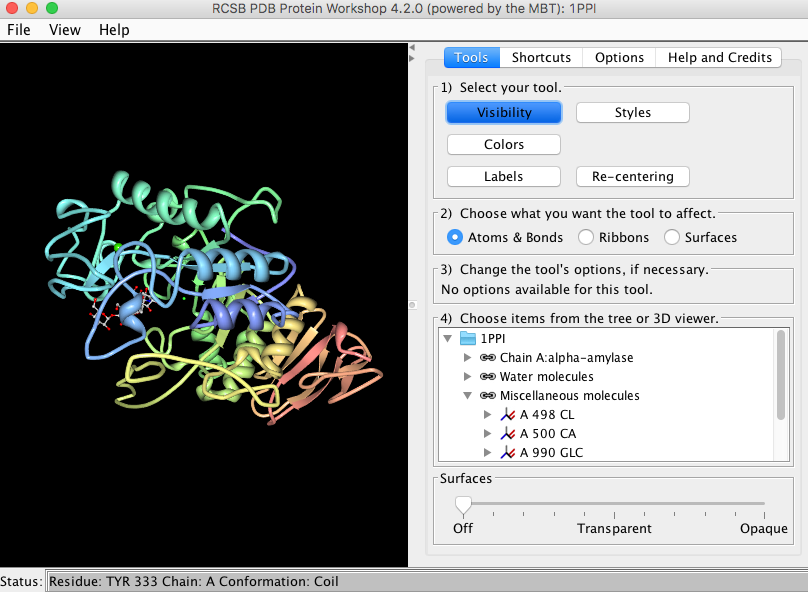 RCSB PDB Protein Workshop 4.2.0 (powered by the MBT): 1PPI
File View Help
Tools Shortcuts Options Help and Credits
1) Select your tool.
Visibility Styles
Colors
Labels Re-centering
2) Choose what you want the tool to affect.
Atoms & Bonds Ribbons Surfaces
3) Change the tool's options, if necessary.
No options available for this tool.
4) Choose items from the tree or 3D viewer.
1PPI
Chain A:alpha-amylase
Water molecules
Miscellaneous molecules
A 498 CL
A 500 CA
A 990 GLC
Surfaces
Off Transparent Opaque
Status: Residue: TYR 333 Chain: A Conformation: Coil